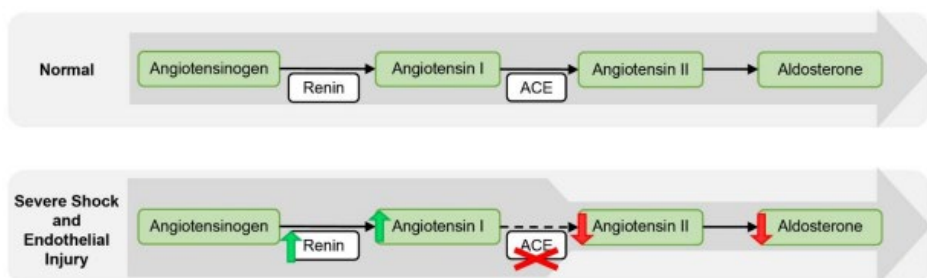 Normal
Angiotensinogen
Renin
Angiotensin I
ACE
Angiotensin II
Aldosterone
Severe Shock
and
Endothelial
Injury
Angiotensinogen
Renin
Angiotensin I
ACE
Angiotensin II
Aldosterone